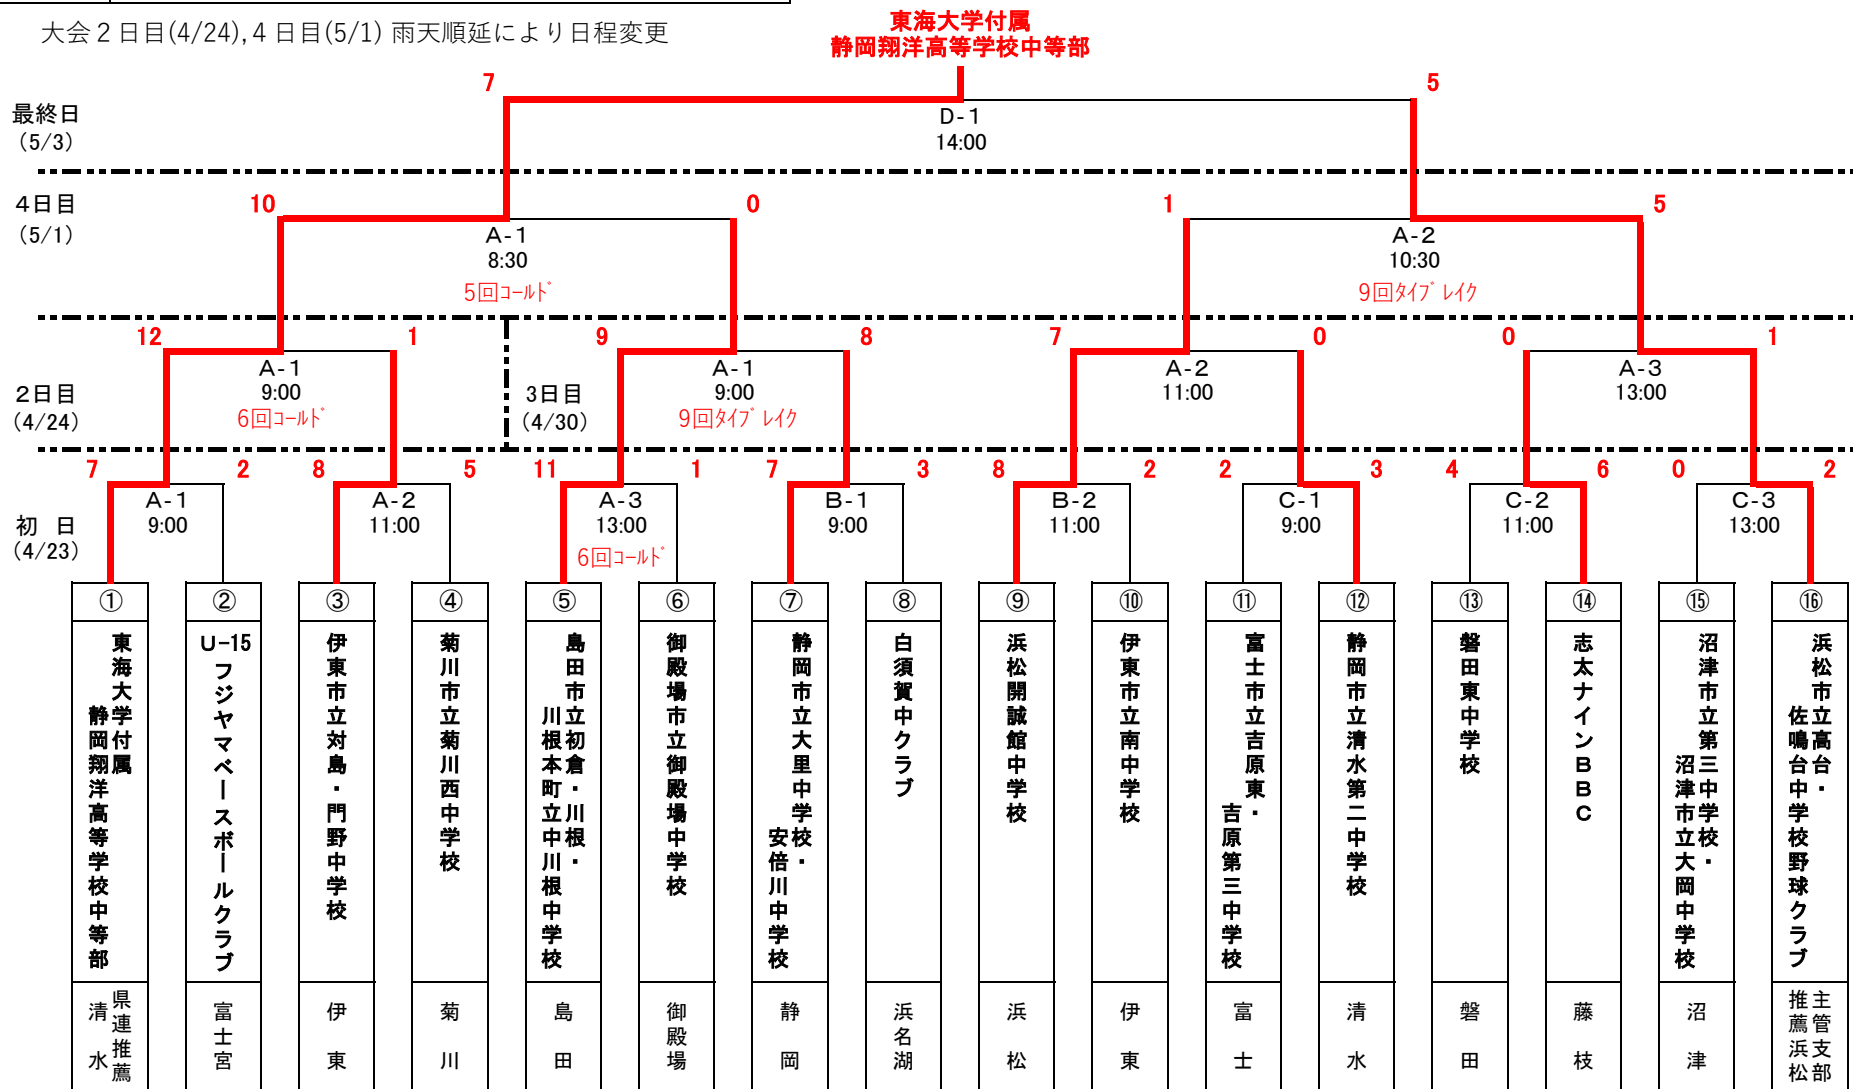 大会２日目(4/24),４日目(5/1) 雨天順延により日程変更
東海大学付属
静岡翔洋高等学校中等部
7
5
最終日
（5/3）
D-1
14:00
4日目
（5/1）
10
0
1
5
A-1
8:30
5回ｺｰﾙﾄﾞ
A-2
10:30
9回ﾀｲﾌﾞﾚｲｸ
12
1
9
8
7
0
0
1
2日目
（4/24）
A-1
9:00
6回ｺｰﾙﾄﾞ
3日目
（4/30）
A-1
9:00
9回ﾀｲﾌﾞﾚｲｸ
A-2
11:00
A-3
13:00
7
2
8
5
11
1
7
3
8
2
2
3
4
6
0
2
初　日
（4/23）
A-1
9:00
A-2
11:00
A-3
13:00
6回ｺｰﾙﾄﾞ
B-1
9:00
B-2
11:00
C-1
9:00
C-2
11:00
C-3
13:00
①
②
③
④
⑤
⑥
⑦
⑧
⑨
⑩
⑪
⑫
⑬
⑭
⑮
⑯
東海大学付属
静岡翔洋高等学校中等部
U-15フジヤマベースボールクラブ
伊東市立対島・門野中学校
菊川市立菊川西中学校
島田市立初倉・川根・
川根本町立中川根中学校
御殿場市立御殿場中学校
静岡市立大里中学校・
安倍川中学校
白須賀中クラブ
浜松開誠館中学校
伊東市立南中学校
富士市立吉原東・
吉原第三中学校
静岡市立清水第二中学校
磐田東中学校
志太ナインBBC
沼津市立第三中学校・
沼津市立大岡中学校
浜松市立高台・
佐鳴台中学校野球クラブ
県連推薦
清水
富士宮
伊東
菊川
島田
御殿場
静岡
浜名湖
浜松
伊東
富士
清水
磐田
藤枝
沼津
主管支部
推薦浜松